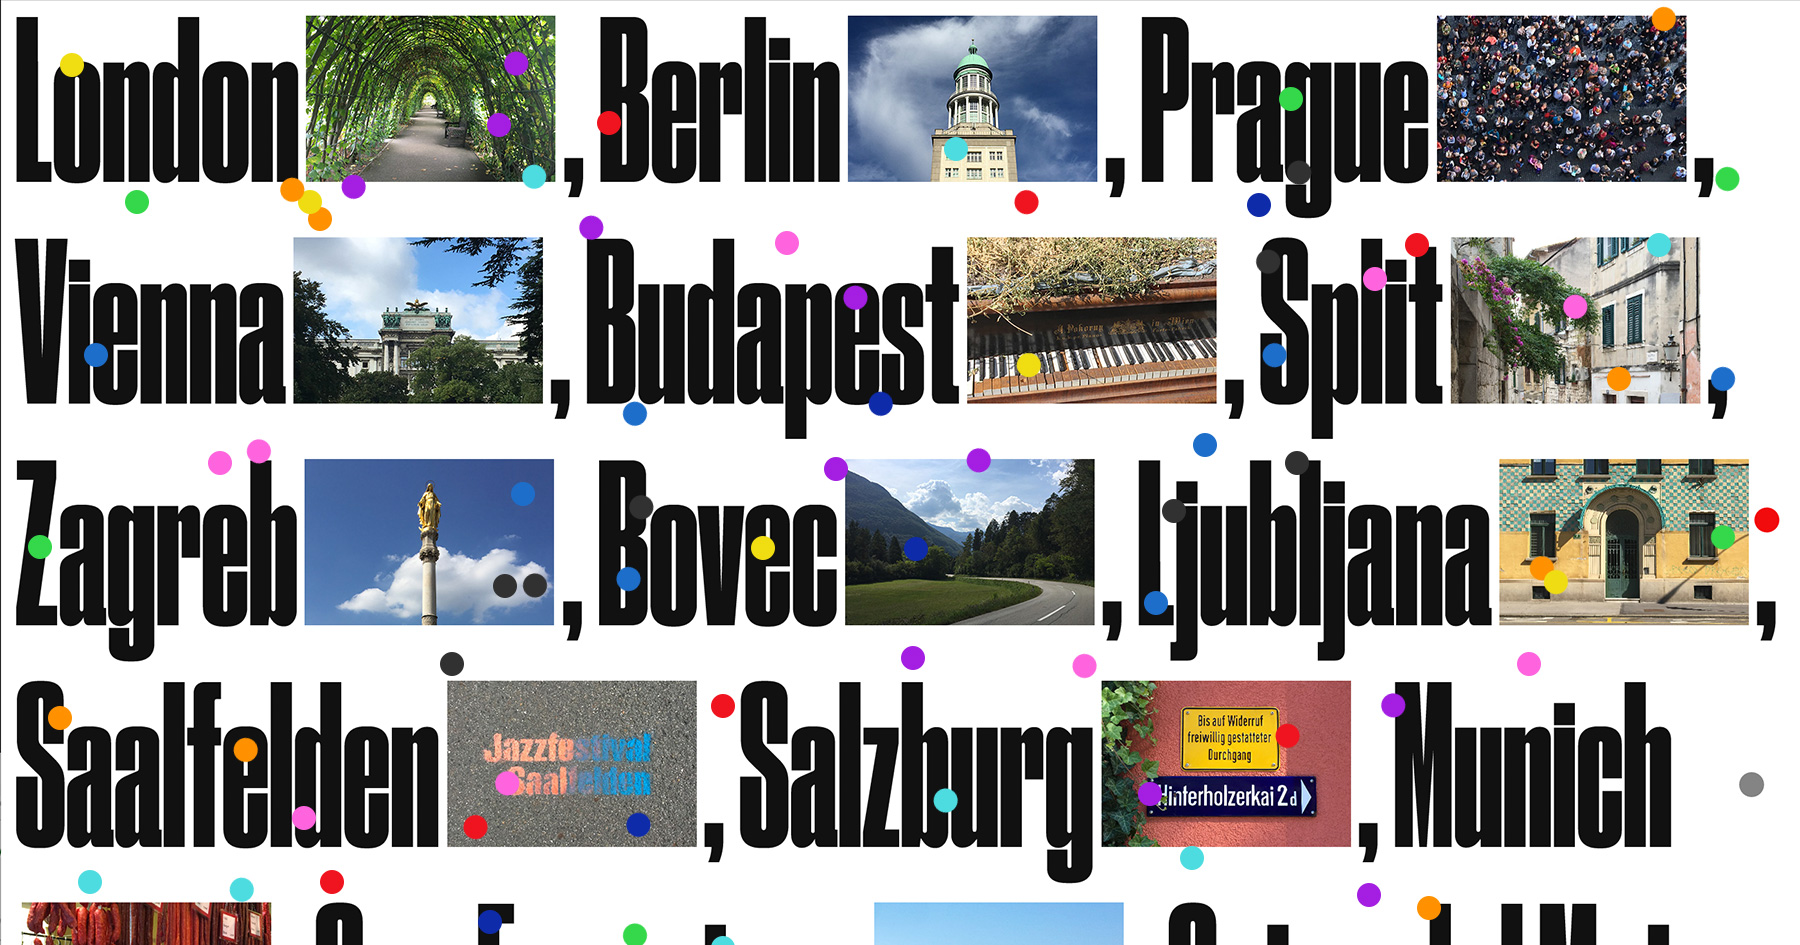 London, Berlin, Prague,
Vienna, Budapest, Split,
Zagreb, Bovec, Ljubljana,
Saalfelden, Salzburg, Munich
Jazzfestival
Saalfelden
Bis auf Widerruf
freiwillig gestatteter
Durchgang
Hinterholzerkai 2d